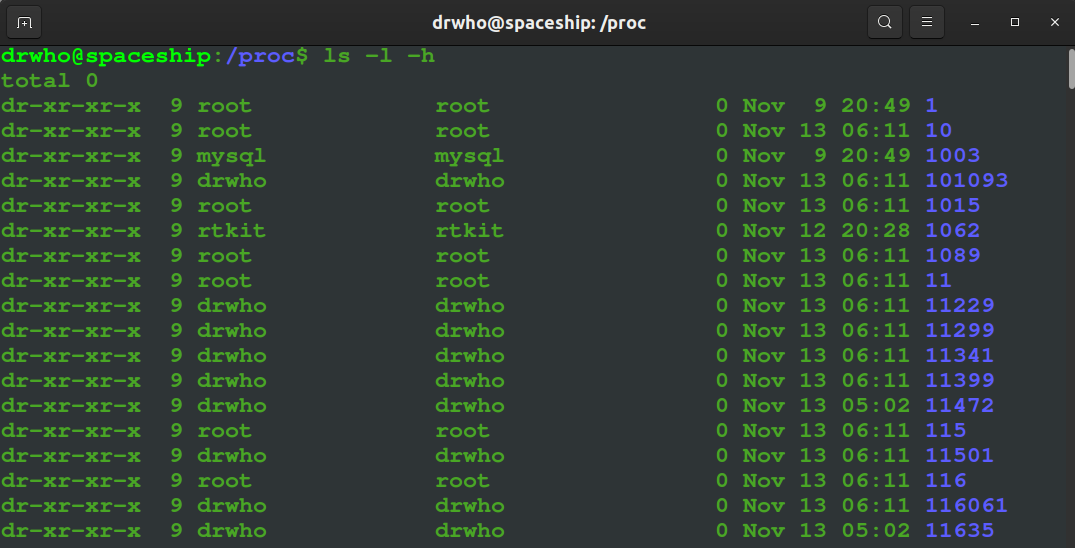 drwho@spaceship: /proc
drwho@spaceship:/proc$ ls -l -h
total 0
dr-xr-xr-x  9 root             root                0 Nov  9 20:49 1
dr-xr-xr-x  9 root             root                0 Nov 13 06:11 10
dr-xr-xr-x  9 mysql            mysql               0 Nov  9 20:49 1003
dr-xr-xr-x  9 drwho            drwho               0 Nov 13 06:11 101093
dr-xr-xr-x  9 root             root                0 Nov 13 06:11 1015
dr-xr-xr-x  9 rtkit            rtkit               0 Nov 12 20:28 1062
dr-xr-xr-x  9 root             root                0 Nov 13 06:11 1089
dr-xr-xr-x  9 root             root                0 Nov 13 06:11 11
dr-xr-xr-x  9 drwho            drwho               0 Nov 13 06:11 11229
dr-xr-xr-x  9 drwho            drwho               0 Nov 13 06:11 11299
dr-xr-xr-x  9 drwho            drwho               0 Nov 13 06:11 11341
dr-xr-xr-x  9 drwho            drwho               0 Nov 13 06:11 11399
dr-xr-xr-x  9 drwho            drwho               0 Nov 13 05:02 11472
dr-xr-xr-x  9 root             root                0 Nov 13 06:11 115
dr-xr-xr-x  9 drwho            drwho               0 Nov 13 06:11 11501
dr-xr-xr-x  9 root             root                0 Nov 13 06:11 116
dr-xr-xr-x  9 drwho            drwho               0 Nov 13 06:11 116061
dr-xr-xr-x  9 drwho            drwho               0 Nov 13 05:02 11635